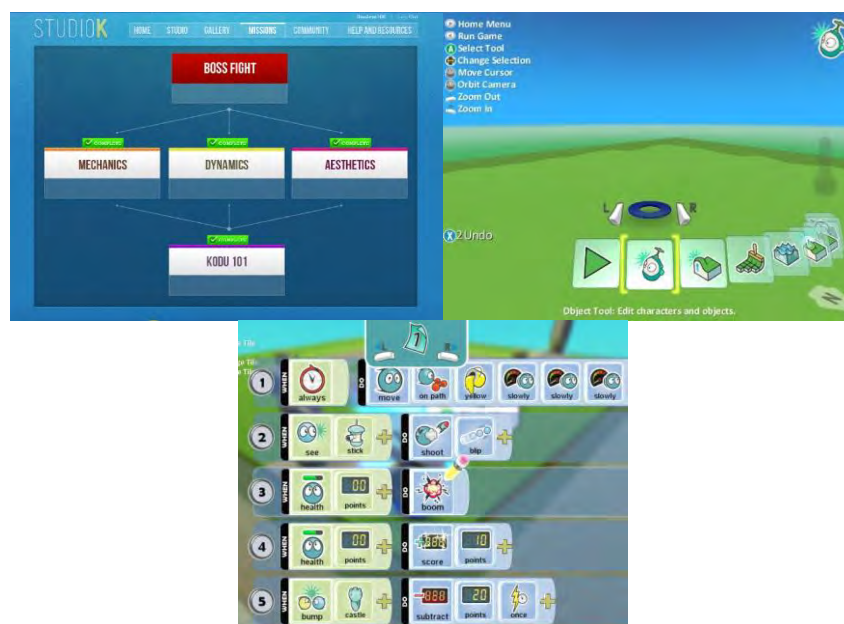 STUDIOK
HOME STUDIO GALLERY MISSIONS COMMUNITY HELP AND RESOURCES
BOSS FIGHT
COMPLETE COMPLETE COMPLETE
MECHANICS DYNAMICS AESTHETICS
COMPLETE
KODU 101
Home Menu
Run Game
A Select Tool
Change Selection
Move Cursor
Orbit Camera
Zoom Out
Zoom In
L R
X 2 Undo
Object Tool: Edit characters and objects.
N
1
1 WHEN always DO move on path yellow slowly slowly slowly
2 WHEN see stick DO shoot blip
3 WHEN health 00 points DO boom
4 WHEN health 00 points DO score 10 points
5 WHEN bump castle DO subtract 20 points once